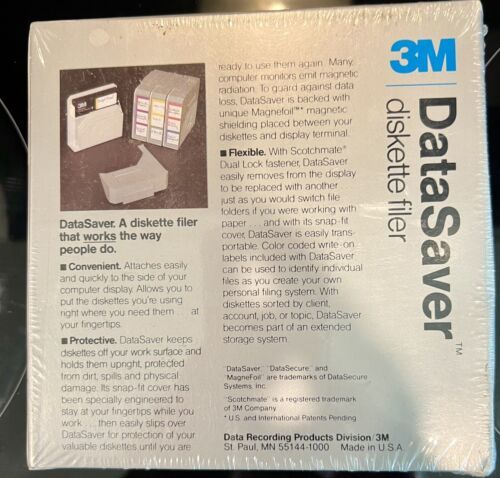 DataSaver. A diskette filer
that works the way
people do.
■ Convenient. Attaches easily
and quickly to the side of your
computer display. Allows you to
put the diskettes you're using
right where you need them . . . at
your fingertips.
■ Protective. DataSaver keeps
diskettes off your work surface and
holds them upright, protected
from dirt, spills and physical
damage. Its snap-fit cover has
been specially engineered to
stay at your fingertips while you
work . . . then easily slips over
DataSaver for protection of your
valuable diskettes until you are
ready to use them again. Many
computer monitors emit magnetic
radiation. To guard against data
loss, DataSaver is backed with
unique Magnefoil™* magnetic
shielding placed between your
diskettes and display terminal.
■ Flexible. With Scotchmate®
Dual Lock fastener, DataSaver
easily removes from the display
to be replaced with another . . .
just as you would switch file
folders if you were working with
paper . . . and with its snap-fit
cover, DataSaver is easily trans-
portable. Color coded write-on
labels included with DataSaver
can be used to identify individual
files as you create your own
personal filing system. With
diskettes sorted by client,
account, job, or topic, DataSaver
becomes part of an extended
storage system.
"DataSaver," "DataSecure," and
"MagneFoil" are trademarks of DataSecure
Systems, Inc.
"Scotchmate" is a registered trademark
of 3M Company
* U.S. and International Patents Pending
Data Recording Products Division/3M
St. Paul, MN 55144-1000 Made in U.S.A.
3M
DataSaver™
diskette filer